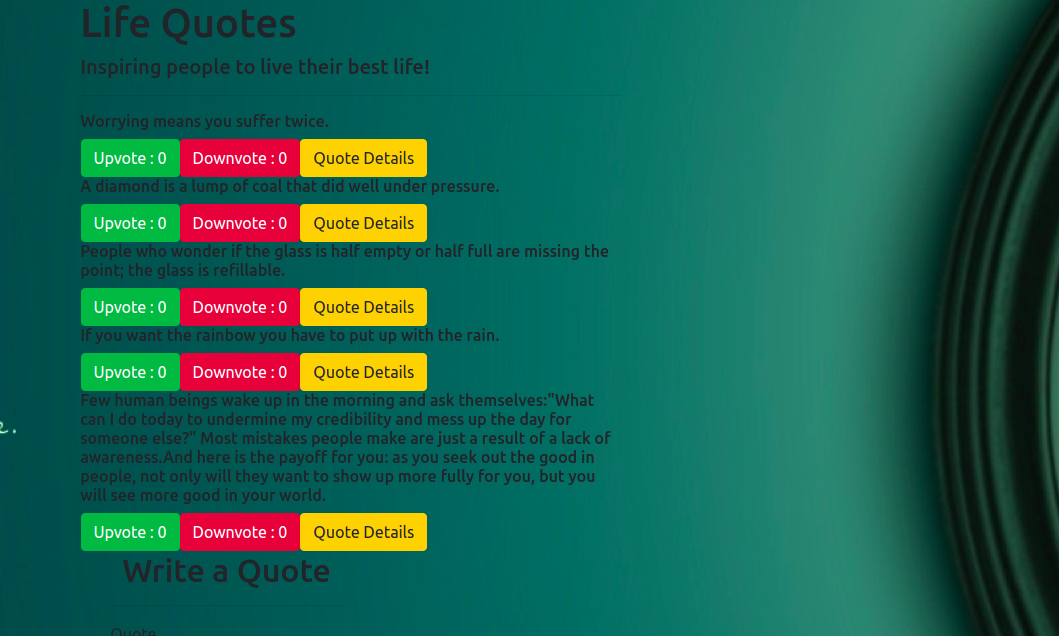 Life Quotes
Inspiring people to live their best life!
Worrying means you suffer twice.
Upvote : 0 Downvote : 0 Quote Details
A diamond is a lump of coal that did well under pressure.
Upvote : 0 Downvote : 0 Quote Details
People who wonder if the glass is half empty or half full are missing the
point; the glass is refillable.
Upvote : 0 Downvote : 0 Quote Details
If you want the rainbow you have to put up with the rain.
Upvote : 0 Downvote : 0 Quote Details
Few human beings wake up in the morning and ask themselves:"What
can I do today to undermine my credibility and mess up the day for
someone else?" Most mistakes people make are just a result of a lack of
awareness.And here is the payoff for you: as you seek out the good in
people, not only will they want to show up more fully for you, but you
will see more good in your world.
Upvote : 0 Downvote : 0 Quote Details
Write a Quote
Quote